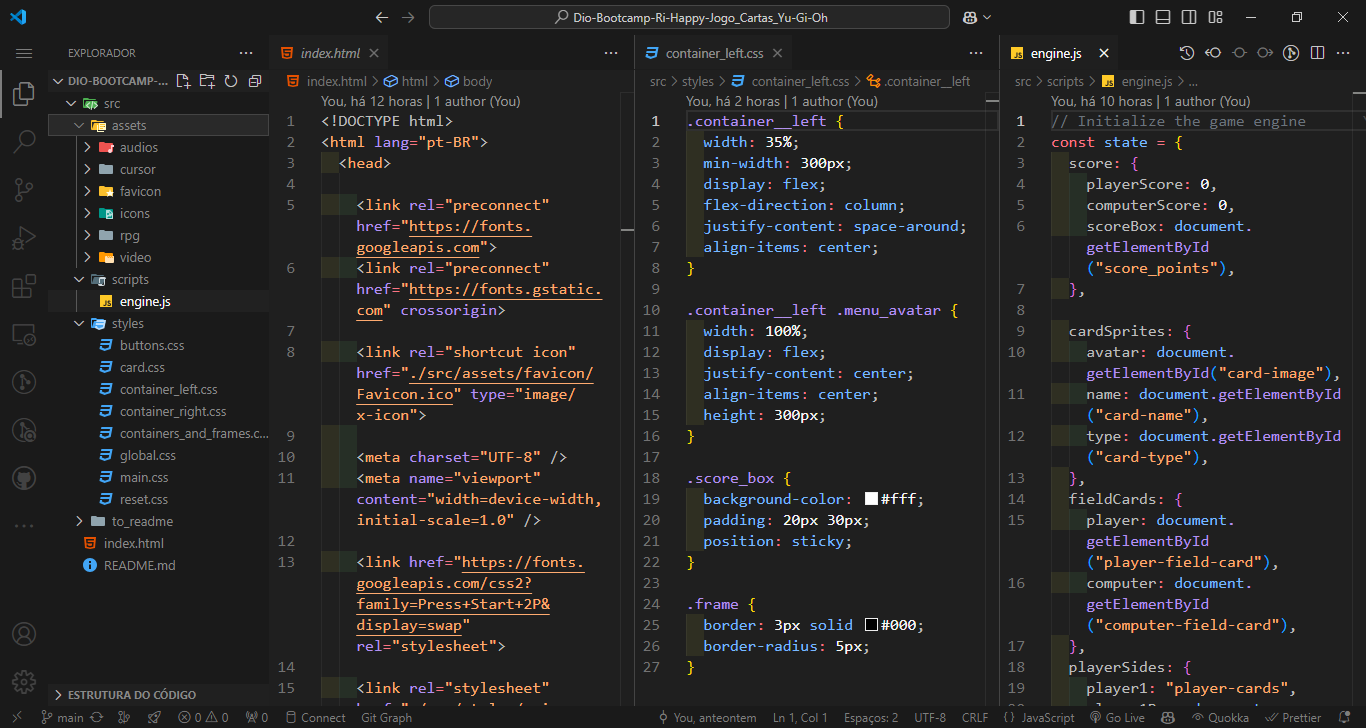 Dio-Bootcamp-Ri-Happy-Jogo_Cartas_Yu-Gi-Oh
EXPLORADOR
DIO-BOOTCAMP-...
src
assets
audios
cursor
favicon
icons
rpg
video
scripts
engine.js
styles
buttons.css
card.css
container_left.css
container_right.css
containers_and_frames.c...
global.css
main.css
reset.css
to_readme
index.html
README.md
ESTRUTURA DO CÓDIGO
index.html
index.html > html > body
You, há 12 horas | 1 author (You)
1 <!DOCTYPE html>
2 <html lang="pt-BR">
3 <head>
4
5 <link rel="preconnect"
href="https://fonts.
googleapis.com">
6 <link rel="preconnect"
href="https://fonts.gstatic.
com" crossorigin>
7
8 <link rel="shortcut icon"
href="./src/assets/favicon/
Favicon.ico" type="image/
x-icon">
9
10 <meta charset="UTF-8" />
11 <meta name="viewport"
content="width=device-width,
initial-scale=1.0" />
12
13 <link href="https://fonts.
googleapis.com/css2?
family=Press+Start+2P&
display=swap"
rel="stylesheet">
14
15 <link rel="stylesheet"
container_left.css
src > styles > container_left.css > .container__left
You, há 2 horas | 1 author (You)
1 .container__left {
2 width: 35%;
3 min-width: 300px;
4 display: flex;
5 flex-direction: column;
6 justify-content: space-around;
7 align-items: center;
8 }
9
10 .container__left .menu_avatar {
11 width: 100%;
12 display: flex;
13 justify-content: center;
14 align-items: center;
15 height: 300px;
16 }
17
18 .score_box {
19 background-color: #fff;
20 padding: 20px 30px;
21 position: sticky;
22 }
23
24 .frame {
25 border: 3px solid #000;
26 border-radius: 5px;
27 }
engine.js
src > scripts > engine.js > ...
You, há 10 horas | 1 author (You)
1 // Initialize the game engine
2 const state = {
3 score: {
4 playerScore: 0,
5 computerScore: 0,
6 scoreBox: document.
getElementById
("score_points"),
7 },
8
9 cardSprites: {
10 avatar: document.
getElementById("card-image"),
11 name: document.getElementById
("card-name"),
12 type: document.getElementById
("card-type"),
13 },
14 fieldCards: {
15 player: document.
getElementById
("player-field-card"),
16 computer: document.
getElementById
("computer-field-card"),
17 },
18 playerSides: {
19 player1: "player-cards",
main 0 0 0 Connect Git Graph You, anteontem Ln 1, Col 1 Espaços: 2 UTF-8 CRLF {} JavaScript Go Live Quokka Prettier